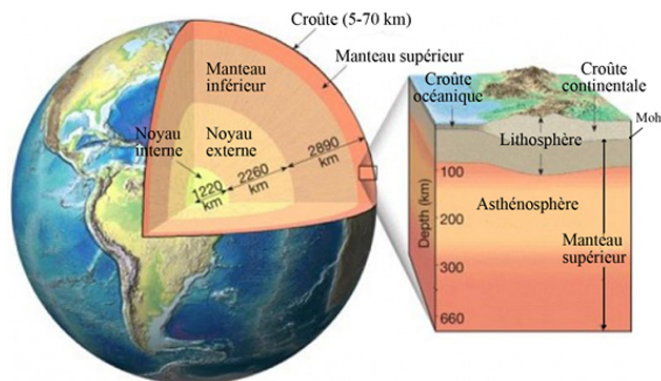 Croûte (5-70 km)
Manteau supérieur
Manteau
inférieur
Noyau
interne
Noyau
externe
1220
km
2260
km
2890
km
Croûte
océanique
Croûte
continentale
Moh
Lithosphère
Asthénosphère
Manteau
supérieur
Depth (km)
100
200
300
660